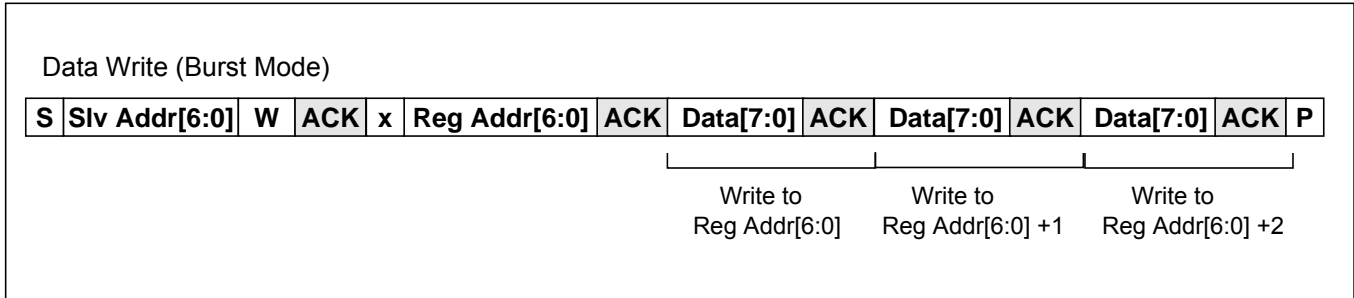 Data Write (Burst Mode)
S Slv Addr[6:0] W ACK x Reg Addr[6:0] ACK Data[7:0] ACK Data[7:0] ACK Data[7:0] ACK P
Write to Write to Write to
Reg Addr[6:0] Reg Addr[6:0] +1 Reg Addr[6:0] +2